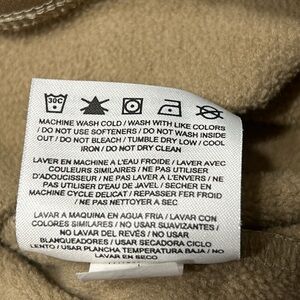 30C
MACHINE WASH COLD / WASH WITH LIKE COLORS
/ DO NOT USE SOFTENERS / DO NOT WASH INSIDE
OUT / DO NOT BLEACH / TUMBLE DRY LOW / COOL
IRON / DO NOT DRY CLEAN
LAVER EN MACHINE A L'EAU FROIDE / LAVER AVEC
COULEURS SIMILAIRES / NE PAS UTILISER
D'ADOUCISSEUR / NE PAS LAVER A L'ENVERS / NE
PAS UTILISER D'EAU DE JAVEL / SECHER EN
MACHINE CYCLE DELICAT / REPASSER FER FROID
/ NE PAS NETTOYER A SEC
LAVAR A MAQUINA EN AGUA FRIA / LAVAR CON
COLORES SIMILARES / NO USAR SUAVIZANTES /
NO LAVAR DEL REVÉS / NO USAR
BLANQUEADORES / USAR SECADORA CICLO
LENTO / USAR PLANCHA TEMPERATURA BAJA / NO
LAVAR EN SECO